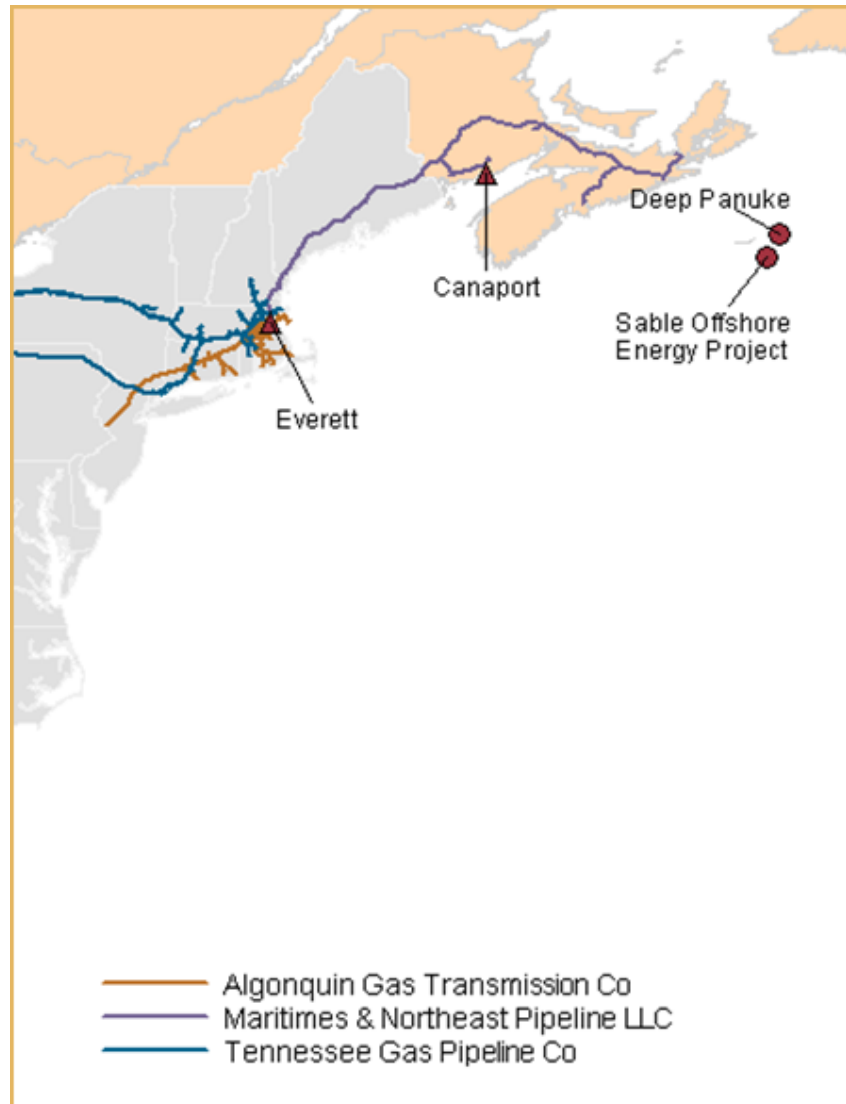 Deep Panuke
Canaport
Sable Offshore
Energy Project
Everett
Algonquin Gas Transmission Co
Maritimes & Northeast Pipeline LLC
Tennessee Gas Pipeline Co